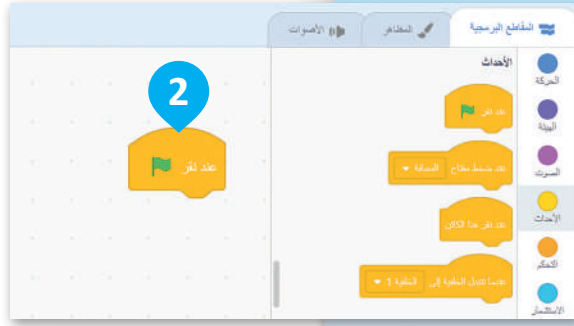 المقاطع البرمجية
المظاهر
الأصوات
الأحداث
عند نقر
عند ضغط مفتاح المسافة
عند نقر هذا الكائن
عندما تتبدل الخلفية إلى الخلفية 1
الحركة
الهيئة
الصوت
الأحداث
التحكم
الاستشعار
2
عند نقر